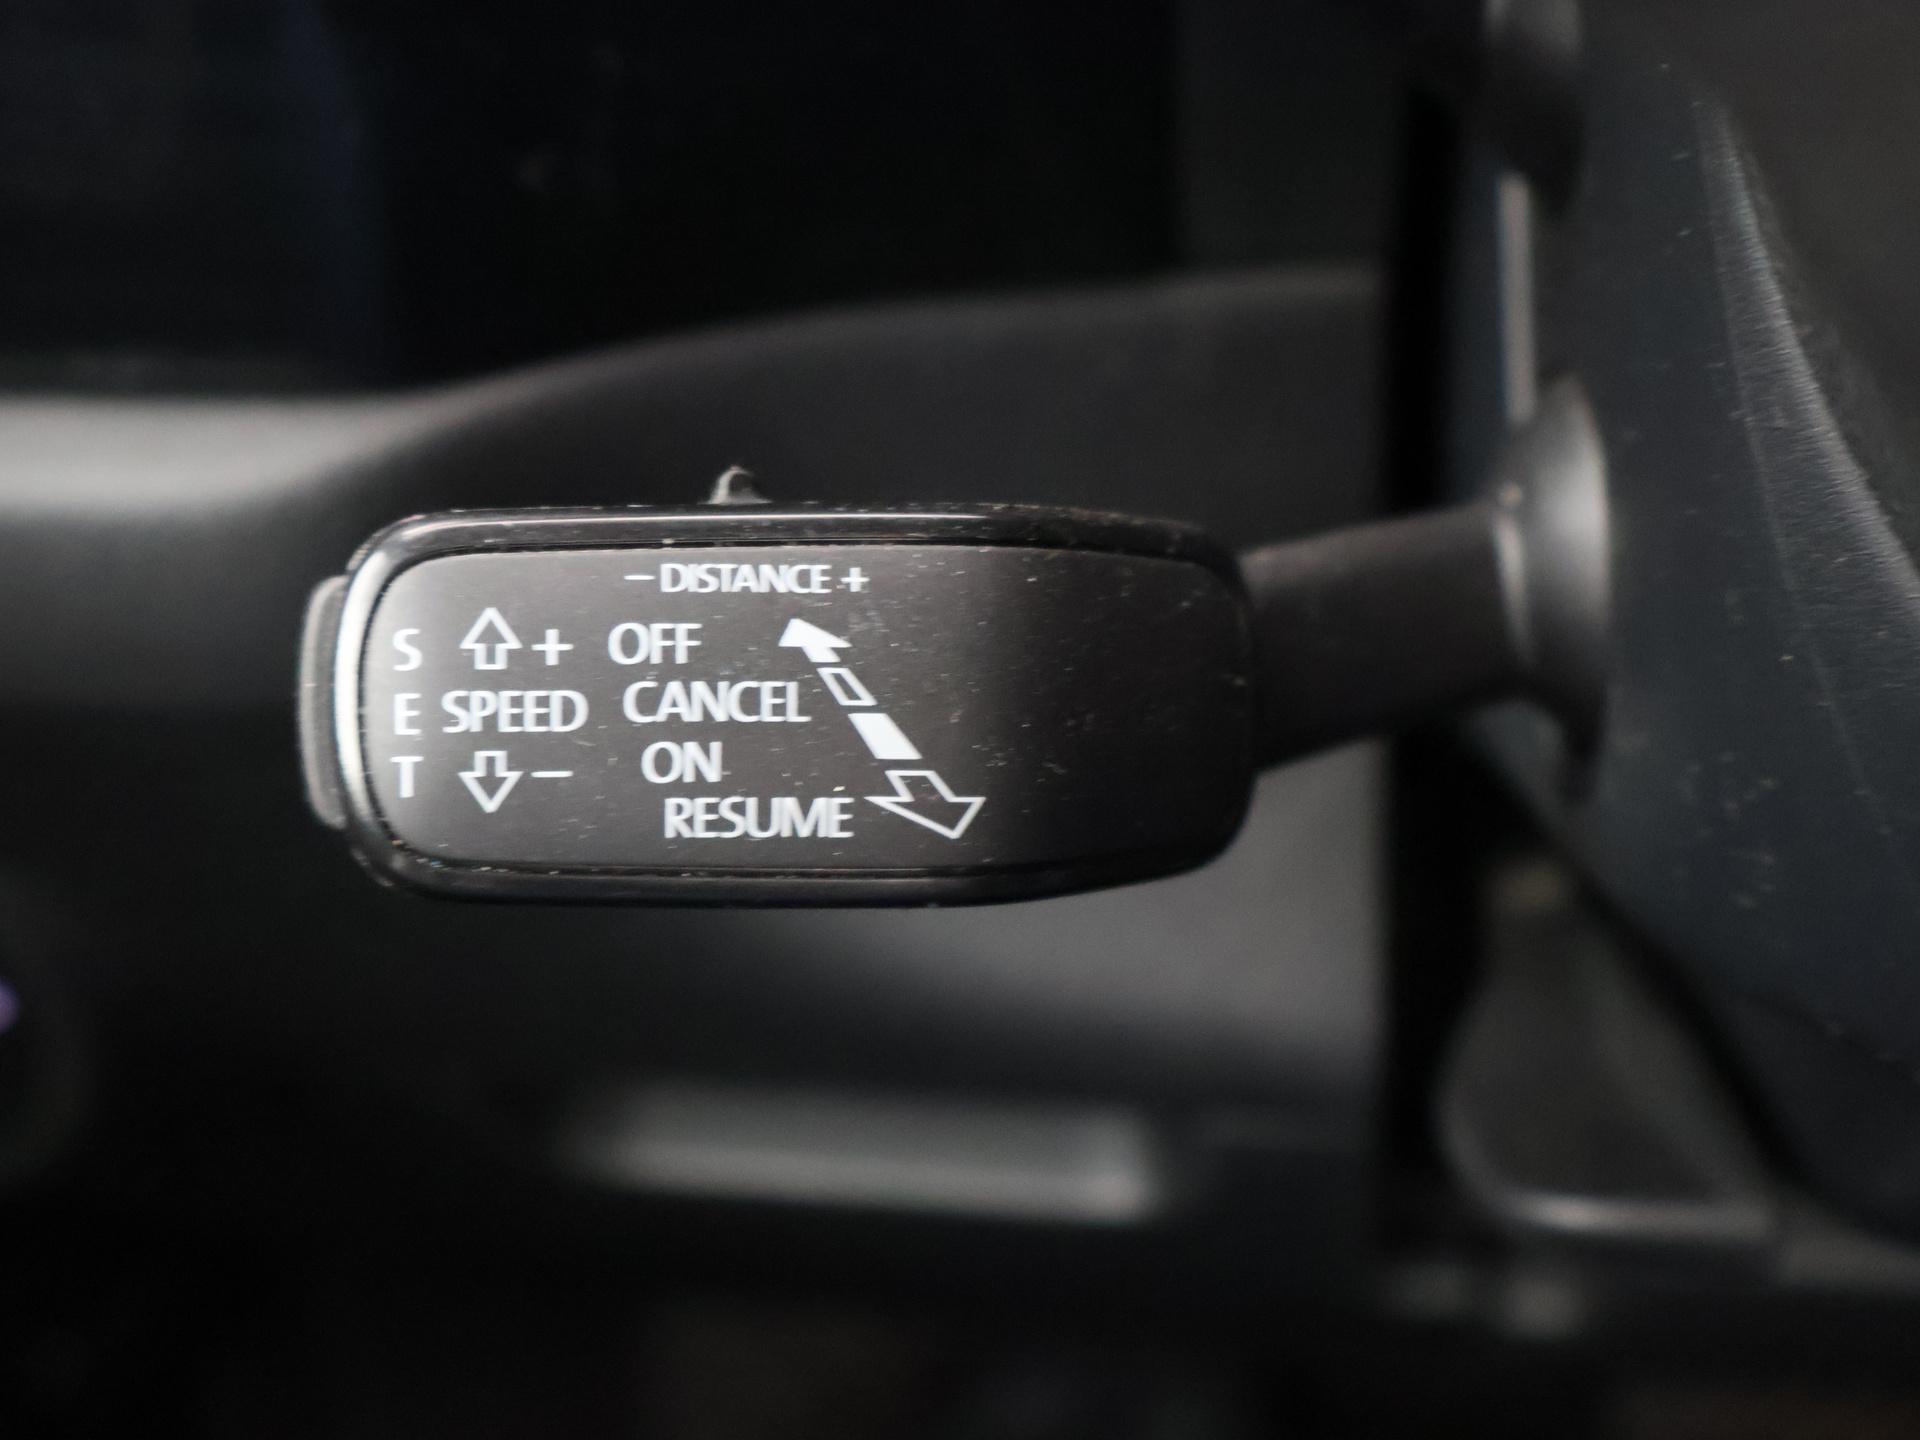 – DISTANCE +
S + OFF
E SPEED CANCEL
T – ON
RESUME